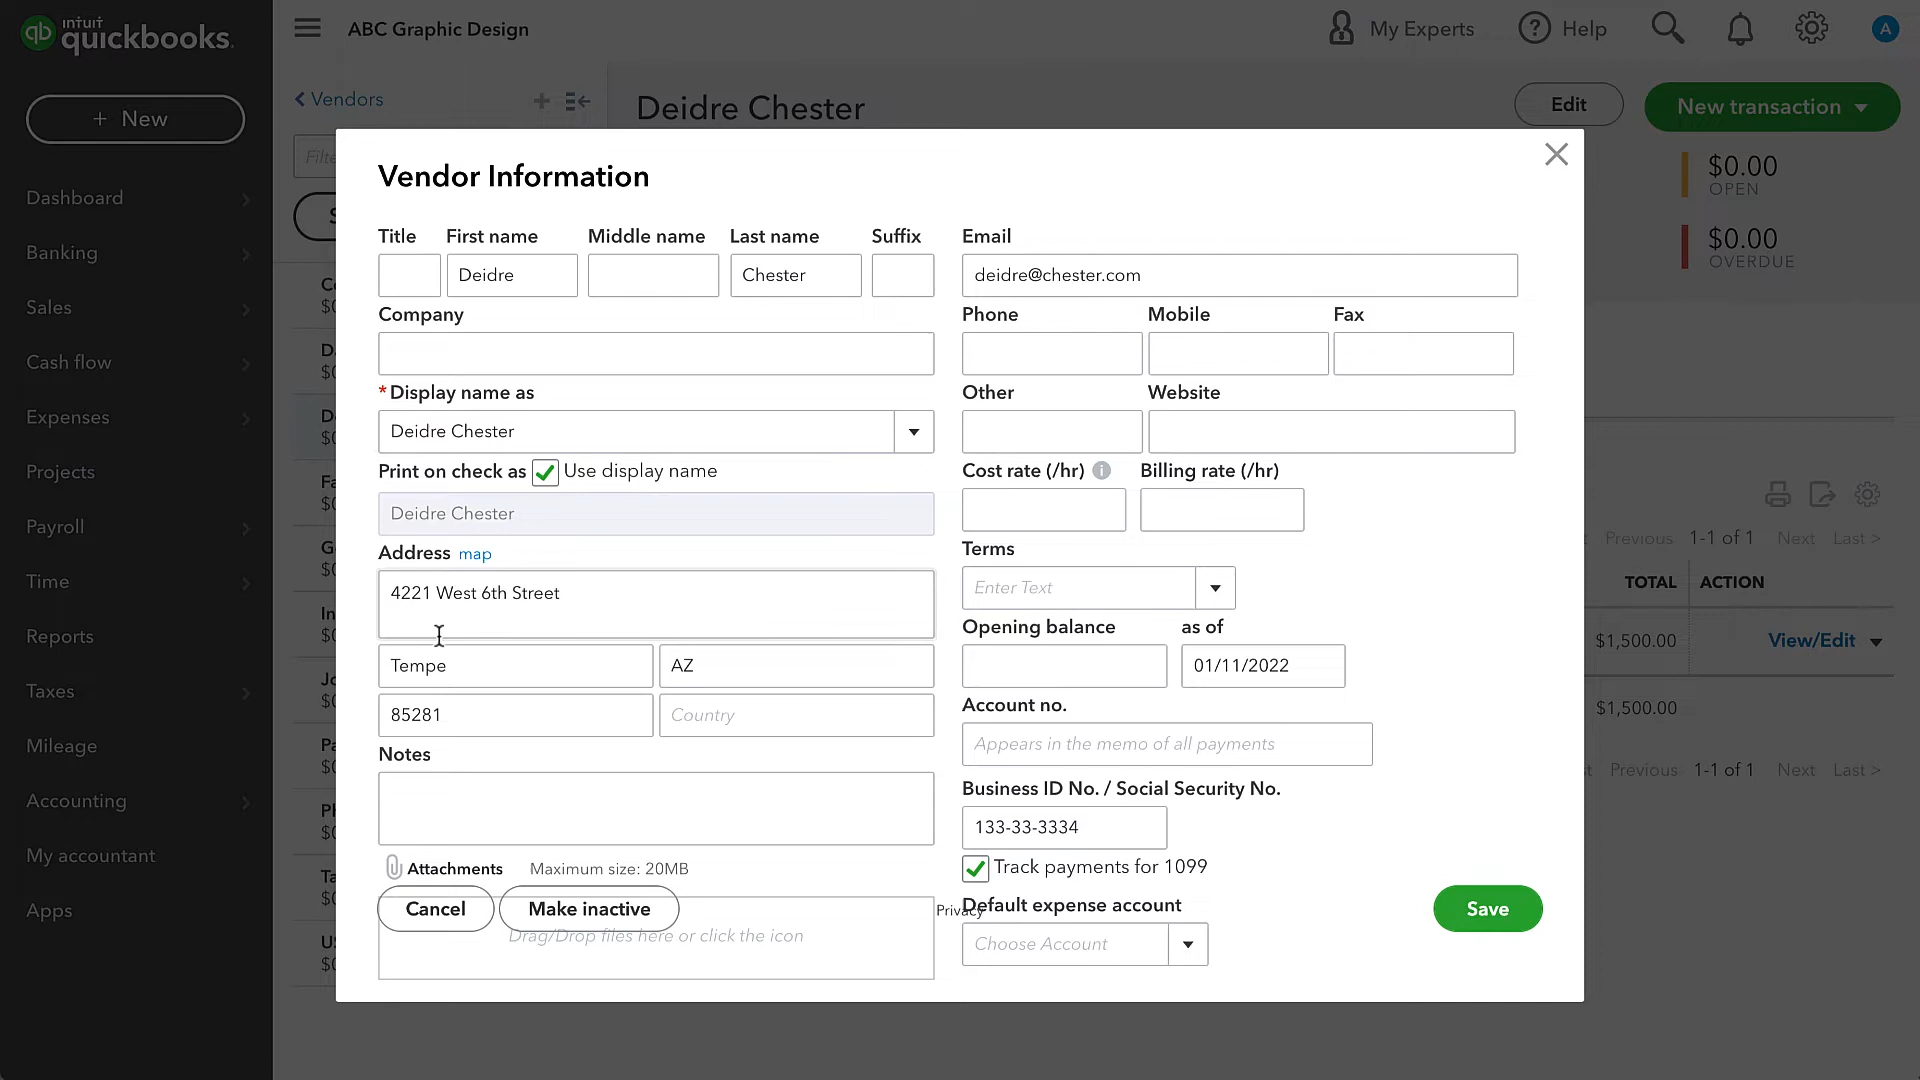 intuit
quickbooks.
ABC Graphic Design
My Experts
Help
A
+ New
Dashboard
Banking
Sales
Cash flow
Expenses
Projects
Payroll
Time
Reports
Taxes
Mileage
Accounting
My accountant
Apps
Vendors
Deidre Chester
Edit
New transaction
$0.00
OPEN
$0.00
OVERDUE
Vendor Information
Title First name Middle name Last name Suffix
Deidre Chester
Company
*Display name as
Deidre Chester
Print on check as Use display name
Deidre Chester
Address map
4221 West 6th Street
Tempe AZ
85281 Country
Notes
Attachments Maximum size: 20MB
Cancel Make inactive
Drag/Drop files here or click the icon
Privacy
Email
deidre@chester.com
Phone Mobile Fax
Other Website
Cost rate (/hr) Billing rate (/hr)
Terms
Enter Text
Opening balance as of
01/11/2022
Account no.
Appears in the memo of all payments
Business ID No. / Social Security No.
133-33-3334
Track payments for 1099
Default expense account
Choose Account
Save
Previous 1-1 of 1 Next Last >
TOTAL ACTION
$1,500.00 View/Edit
$1,500.00
Previous 1-1 of 1 Next Last >